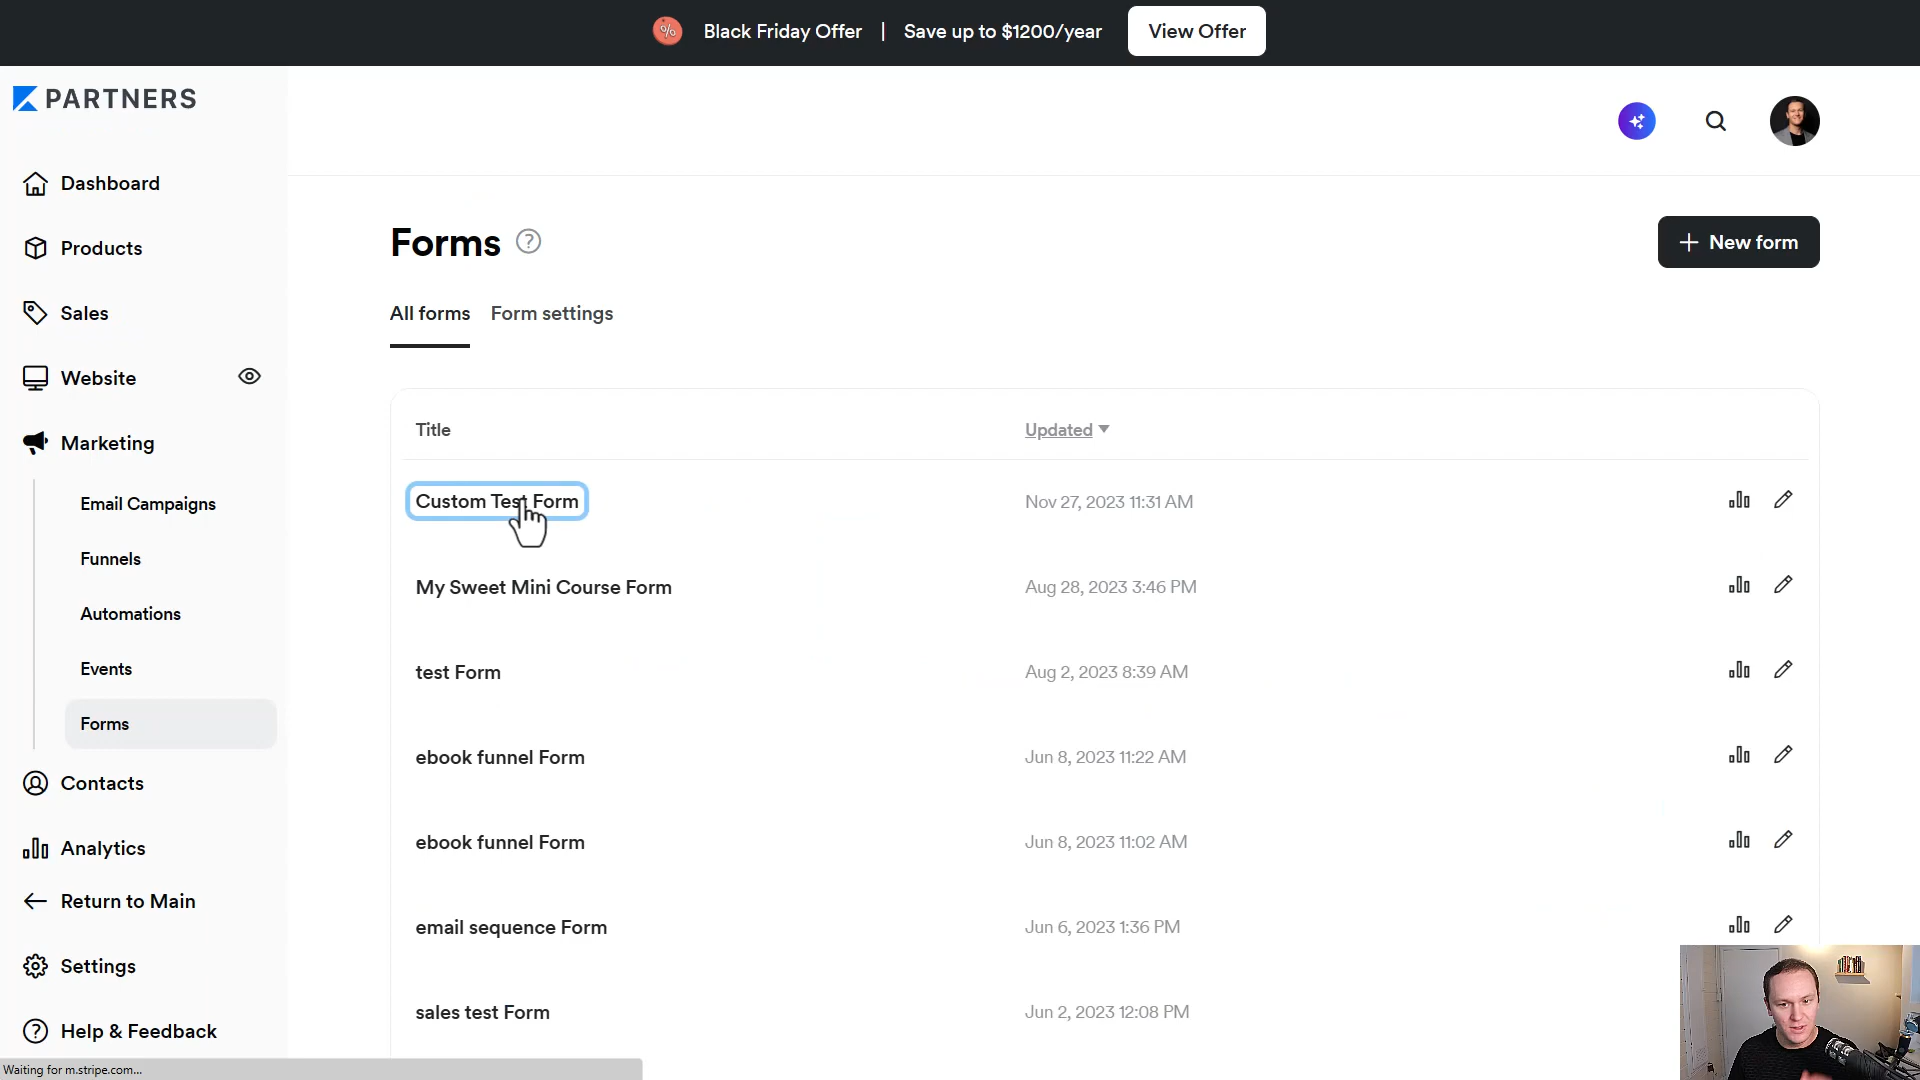 Black Friday Offer | Save up to $1200/year View Offer
PARTNERS
Dashboard
Products
Sales
Website
Marketing
Email Campaigns
Funnels
Automations
Events
Forms
Contacts
Analytics
Return to Main
Settings
Help & Feedback
Forms
New form
All forms Form settings
Title Updated
Custom Test Form Nov 27, 2023 11:31 AM
My Sweet Mini Course Form Aug 28, 2023 3:46 PM
test Form Aug 2, 2023 8:39 AM
ebook funnel Form Jun 8, 2023 11:22 AM
ebook funnel Form Jun 8, 2023 11:02 AM
email sequence Form Jun 6, 2023 1:36 PM
sales test Form Jun 2, 2023 12:08 PM
Waiting for m.stripe.com...